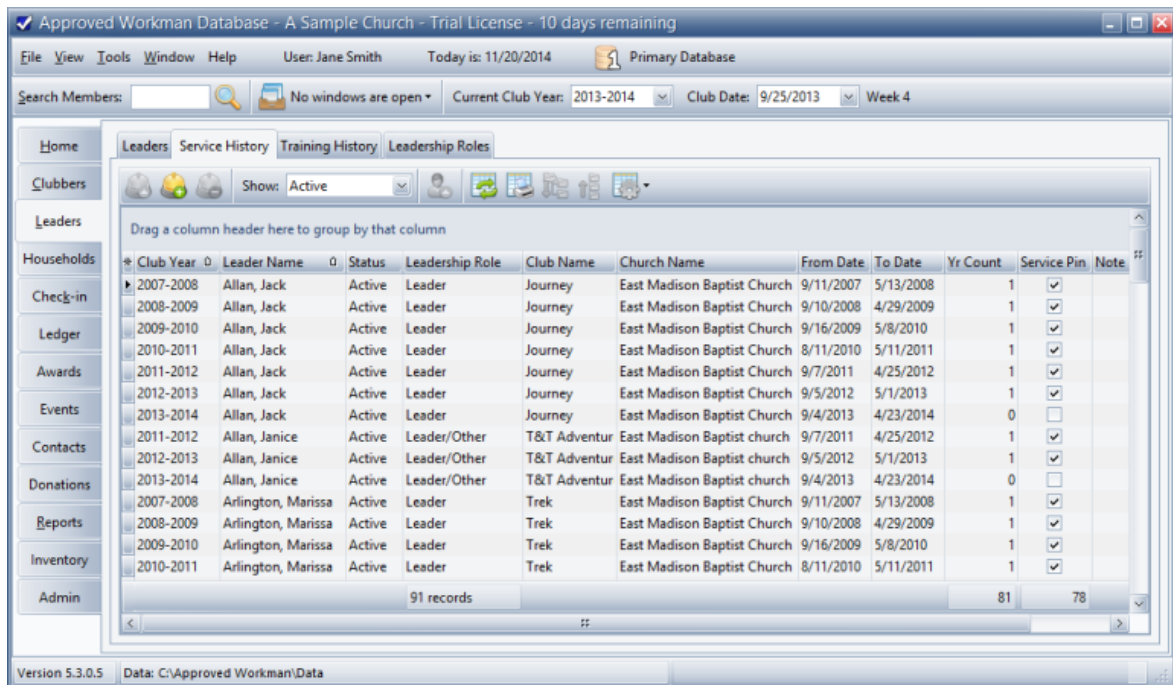 Approved Workman Database - A Sample Church - Trial License - 10 days remaining
File View Tools Window Help User: Jane Smith Today is: 11/20/2014 Primary Database
Search Members: No windows are open Current Club Year: 2013-2014 Club Date: 9/25/2013 Week 4
Home
Clubbers
Leaders
Households
Check-in
Ledger
Awards
Events
Contacts
Donations
Reports
Inventory
Admin
Leaders Service History Training History Leadership Roles
Show: Active
Drag a column header here to group by that column
Club Year Leader Name Status Leadership Role Club Name Church Name From Date To Date Yr Count Service Pin Note
2007-2008 Allan, Jack Active Leader Journey East Madison Baptist Church 9/11/2007 5/13/2008 1
2008-2009 Allan, Jack Active Leader Journey East Madison Baptist Church 9/10/2008 4/29/2009 1
2009-2010 Allan, Jack Active Leader Journey East Madison Baptist Church 9/16/2009 5/8/2010 1
2010-2011 Allan, Jack Active Leader Journey East Madison Baptist Church 8/11/2010 5/11/2011 1
2011-2012 Allan, Jack Active Leader Journey East Madison Baptist Church 9/7/2011 4/25/2012 1
2012-2013 Allan, Jack Active Leader Journey East Madison Baptist Church 9/5/2012 5/1/2013 1
2013-2014 Allan, Jack Active Leader Journey East Madison Baptist Church 9/4/2013 4/23/2014 0
2011-2012 Allan, Janice Active Leader/Other T&T Adventur East Madison Baptist church 9/7/2011 4/25/2012 1
2012-2013 Allan, Janice Active Leader/Other T&T Adventur East Madison Baptist church 9/5/2012 5/1/2013 1
2013-2014 Allan, Janice Active Leader/Other T&T Adventur East Madison Baptist church 9/4/2013 4/23/2014 0
2007-2008 Arlington, Marissa Active Leader Trek East Madison Baptist Church 9/11/2007 5/13/2008 1
2008-2009 Arlington, Marissa Active Leader Trek East Madison Baptist Church 9/10/2008 4/29/2009 1
2009-2010 Arlington, Marissa Active Leader Trek East Madison Baptist Church 9/16/2009 5/8/2010 1
2010-2011 Arlington, Marissa Active Leader Trek East Madison Baptist Church 8/11/2010 5/11/2011 1
91 records 81 78
Version 5.3.0.5 Data: C:\Approved Workman\Data